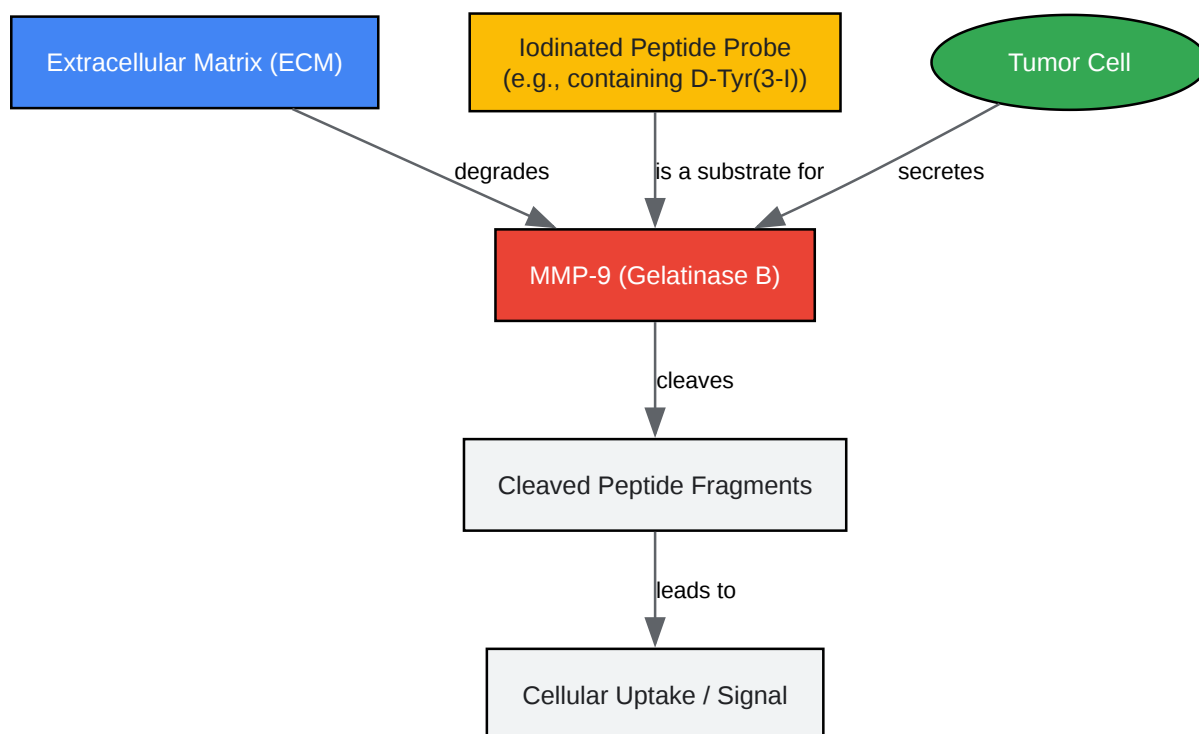 Extracellular Matrix (ECM)
Iodinated Peptide Probe
(e.g., containing D-Tyr(3-I))
Tumor Cell
degrades
is a substrate for
secretes
MMP-9 (Gelatinase B)
cleaves
Cleaved Peptide Fragments
leads to
Cellular Uptake / Signal